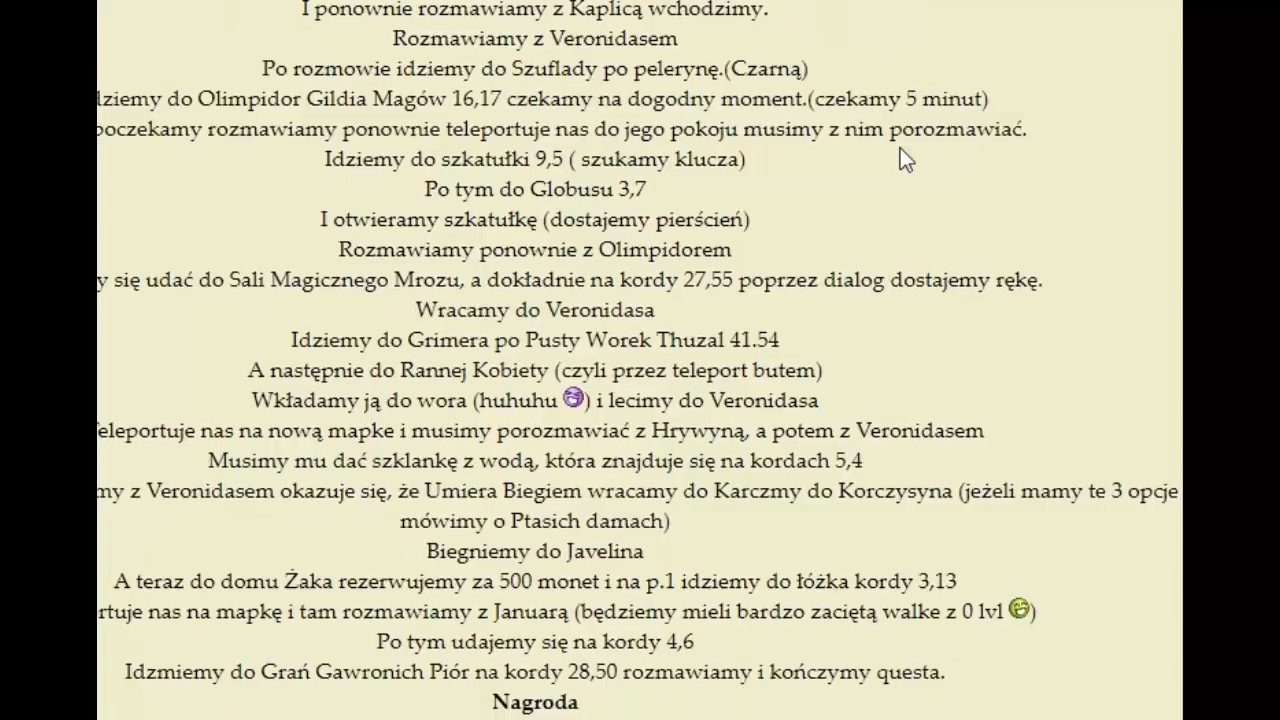 I ponownie rozmawiamy z Kaplicą wchodzimy.
Rozmawiamy z Veronidasem
Po rozmowie idziemy do Szuflady po pelerynę.(Czarną)
dziemy do Olimpidor Gildia Magów 16,17 czekamy na dogodny moment.(czekamy 5 minut)
poczekamy rozmawiamy ponownie teleportuje nas do jego pokoju musimy z nim porozmawiać.
Idziemy do szkatułki 9,5 ( szukamy klucza)
Po tym do Globusu 3,7
I otwieramy szkatułkę (dostajemy pierścień)
Rozmawiamy ponownie z Olimpidorem
y się udać do Sali Magicznego Mrozu, a dokładnie na kordy 27,55 poprzez dialog dostajemy rękę.
Wracamy do Veronidasa
Idziemy do Grimera po Pusty Worek Thuzal 41.54
A następnie do Rannej Kobiety (czyli przez teleport butem)
Wkładamy ją do wora (huhuhu ) i lecimy do Veronidasa
Teleportuje nas na nową mapke i musimy porozmawiać z Hrywyną, a potem z Veronidasem
Musimy mu dać szklankę z wodą, która znajduje się na kordach 5,4
my z Veronidasem okazuje się, że Umiera Biegiem wracamy do Karczmy do Korczysyna (jeżeli mamy te 3 opcje
mówimy o Ptasich damach)
Biegniemy do Javelina
A teraz do domu Żaka rezerwujemy za 500 monet i na p.1 idziemy do łóżka kordy 3,13
rtuje nas na mapkę i tam rozmawiamy z Januarą (będziemy mieli bardzo zaciętą walke z 0 lvl )
Po tym udajemy się na kordy 4,6
Idzmiemy do Grań Gawronich Piór na kordy 28,50 rozmawiamy i kończymy questa.
Nagroda